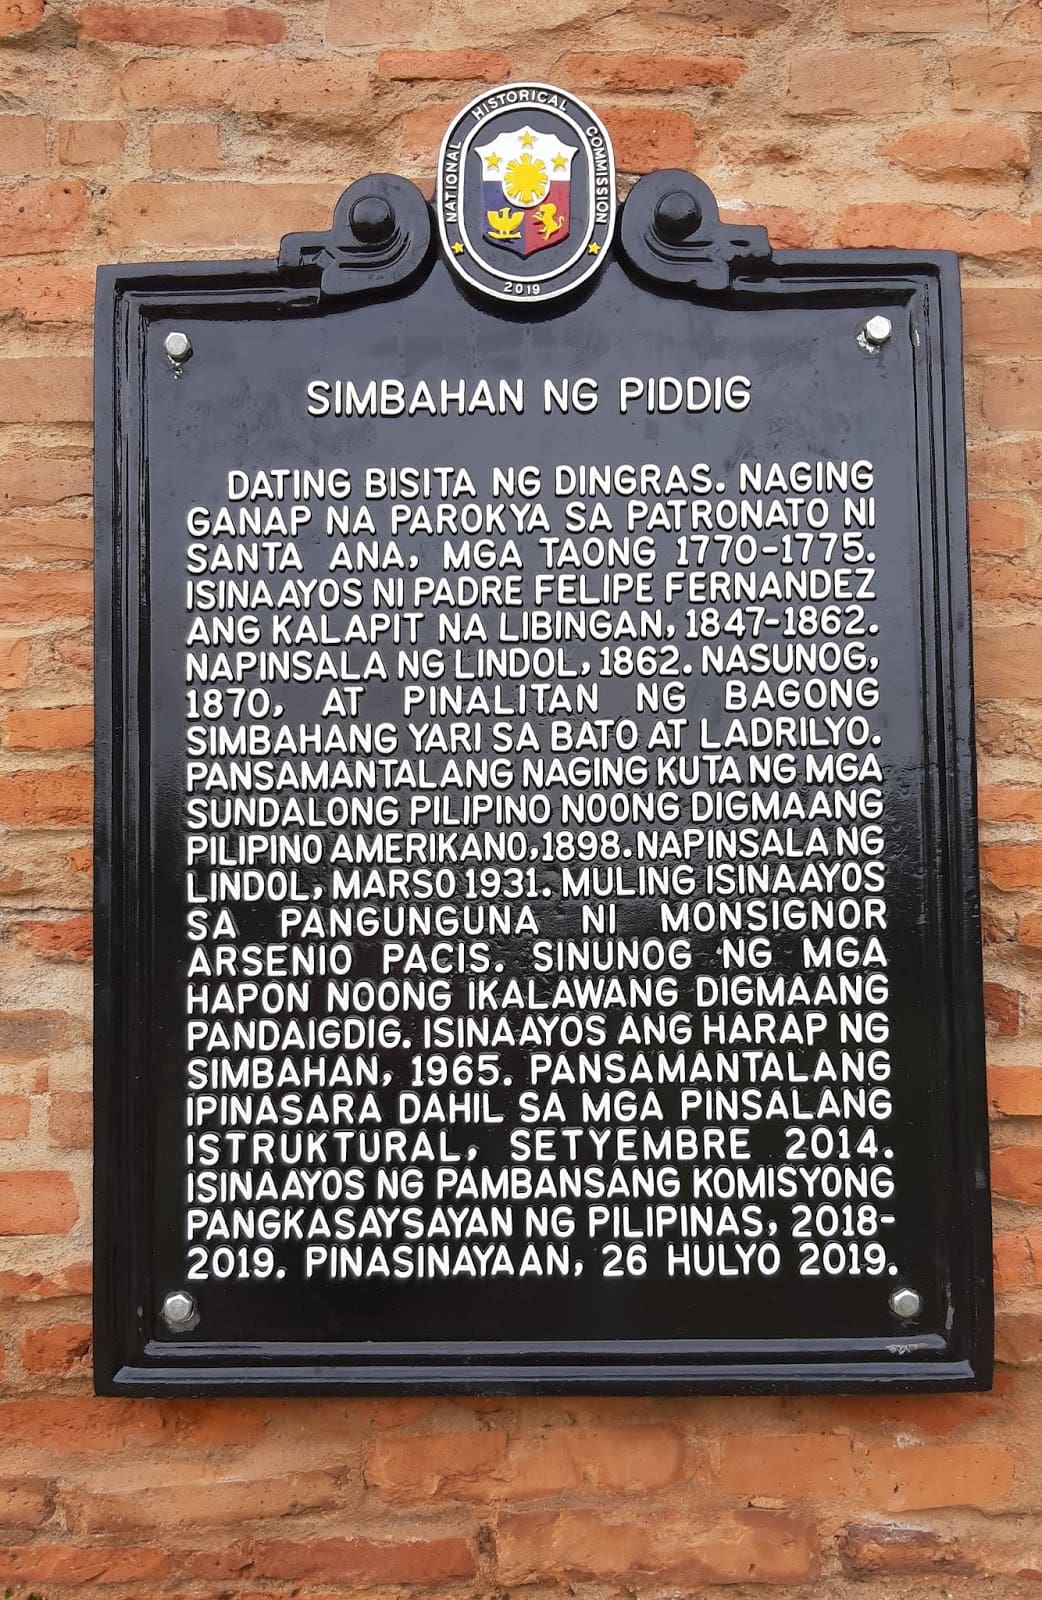 NATIONAL HISTORICAL COMMISSION
2019
SIMBAHAN NG PIDDIG
DATING BISITA NG DINGRAS. NAGING
GANAP NA PAROKYA SA PATRONATO NI
SANTA ANA, MGA TAONG 1770-1775.
ISINAAYOS NI PADRE FELIPE FERNANDEZ
ANG KALAPIT NA LIBINGAN, 1847-1862.
NAPINSALA NG LINDOL, 1862. NASUNOG,
1870, AT PINALITAN NG BAGONG
SIMBAHANG YARI SA BATO AT LADRILYO.
PANSAMANTALANG NAGING KUTA NG MGA
SUNDALONG PILIPINO NOONG DIGMAANG
PILIPINO AMERIKANO, 1898. NAPINSALA NG
LINDOL, MARSO 1931. MULING ISINAAYOS
SA PANGUNGUNA NI MONSIGNOR
ARSENIO PACIS. SINUNOG NG MGA
HAPON NOONG IKALAWANG DIGMAANG
PANDAIGDIG. ISINAAYOS ANG HARAP NG
SIMBAHAN, 1965. PANSAMANTALANG
IPINASARA DAHIL SA MGA PINSALANG
ISTRUKTURAL, SETYEMBRE 2014.
ISINAAYOS NG PAMBANSANG KOMISYONG
PANGKASAYSAYAN NG PILIPINAS, 2018-
2019. PINASINAYAAN, 26 HULYO 2019.